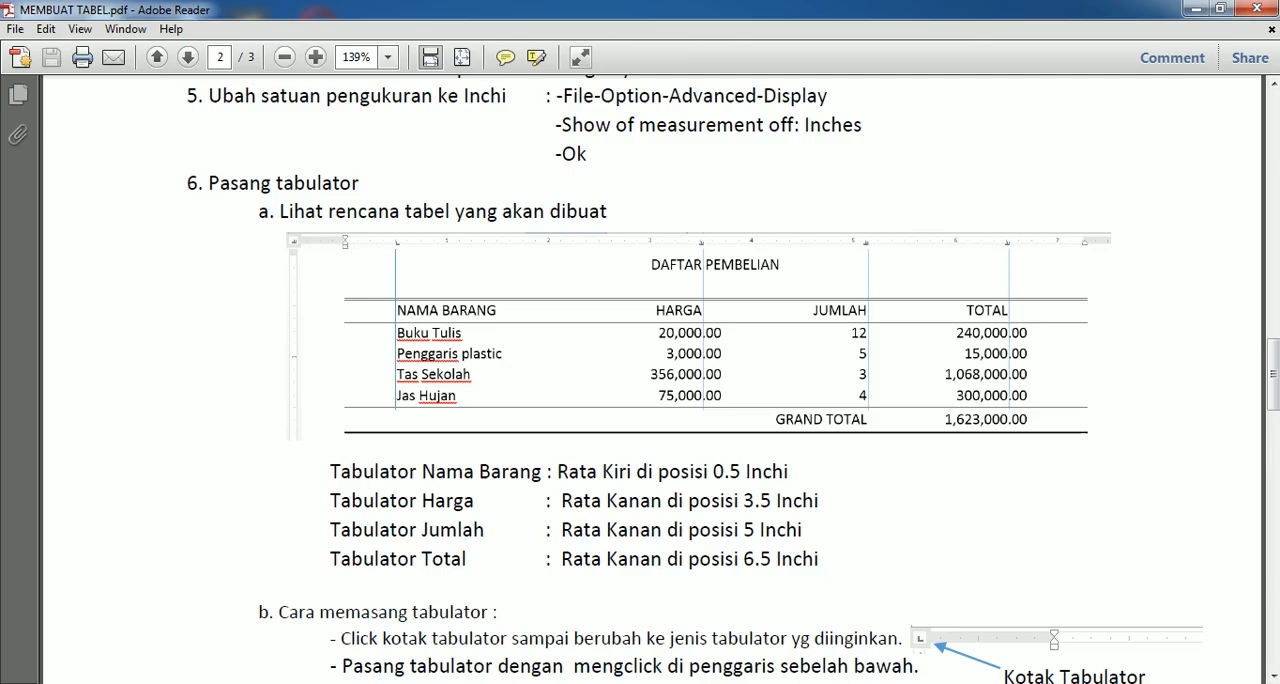 MEMBUAT TABEL.pdf - Adobe Reader
File Edit View Window Help
2 / 3 139% Comment Share
5. Ubah satuan pengukuran ke Inchi : -File-Option-Advanced-Display
-Show of measurement off: Inches
-Ok
6. Pasang tabulator
a. Lihat rencana tabel yang akan dibuat
1 2 3 4 5 6 7
DAFTAR PEMBELIAN
NAMA BARANG HARGA JUMLAH TOTAL
Buku Tulis 20,000.00 12 240,000.00
Penggaris plastic 3,000.00 5 15,000.00
Tas Sekolah 356,000.00 3 1,068,000.00
Jas Hujan 75,000.00 4 300,000.00
GRAND TOTAL 1,623,000.00
Tabulator Nama Barang : Rata Kiri di posisi 0.5 Inchi
Tabulator Harga : Rata Kanan di posisi 3.5 Inchi
Tabulator Jumlah : Rata Kanan di posisi 5 Inchi
Tabulator Total : Rata Kanan di posisi 6.5 Inchi
b. Cara memasang tabulator :
- Click kotak tabulator sampai berubah ke jenis tabulator yg diinginkan.
- Pasang tabulator dengan mengclick di penggaris sebelah bawah.
Kotak Tabulator